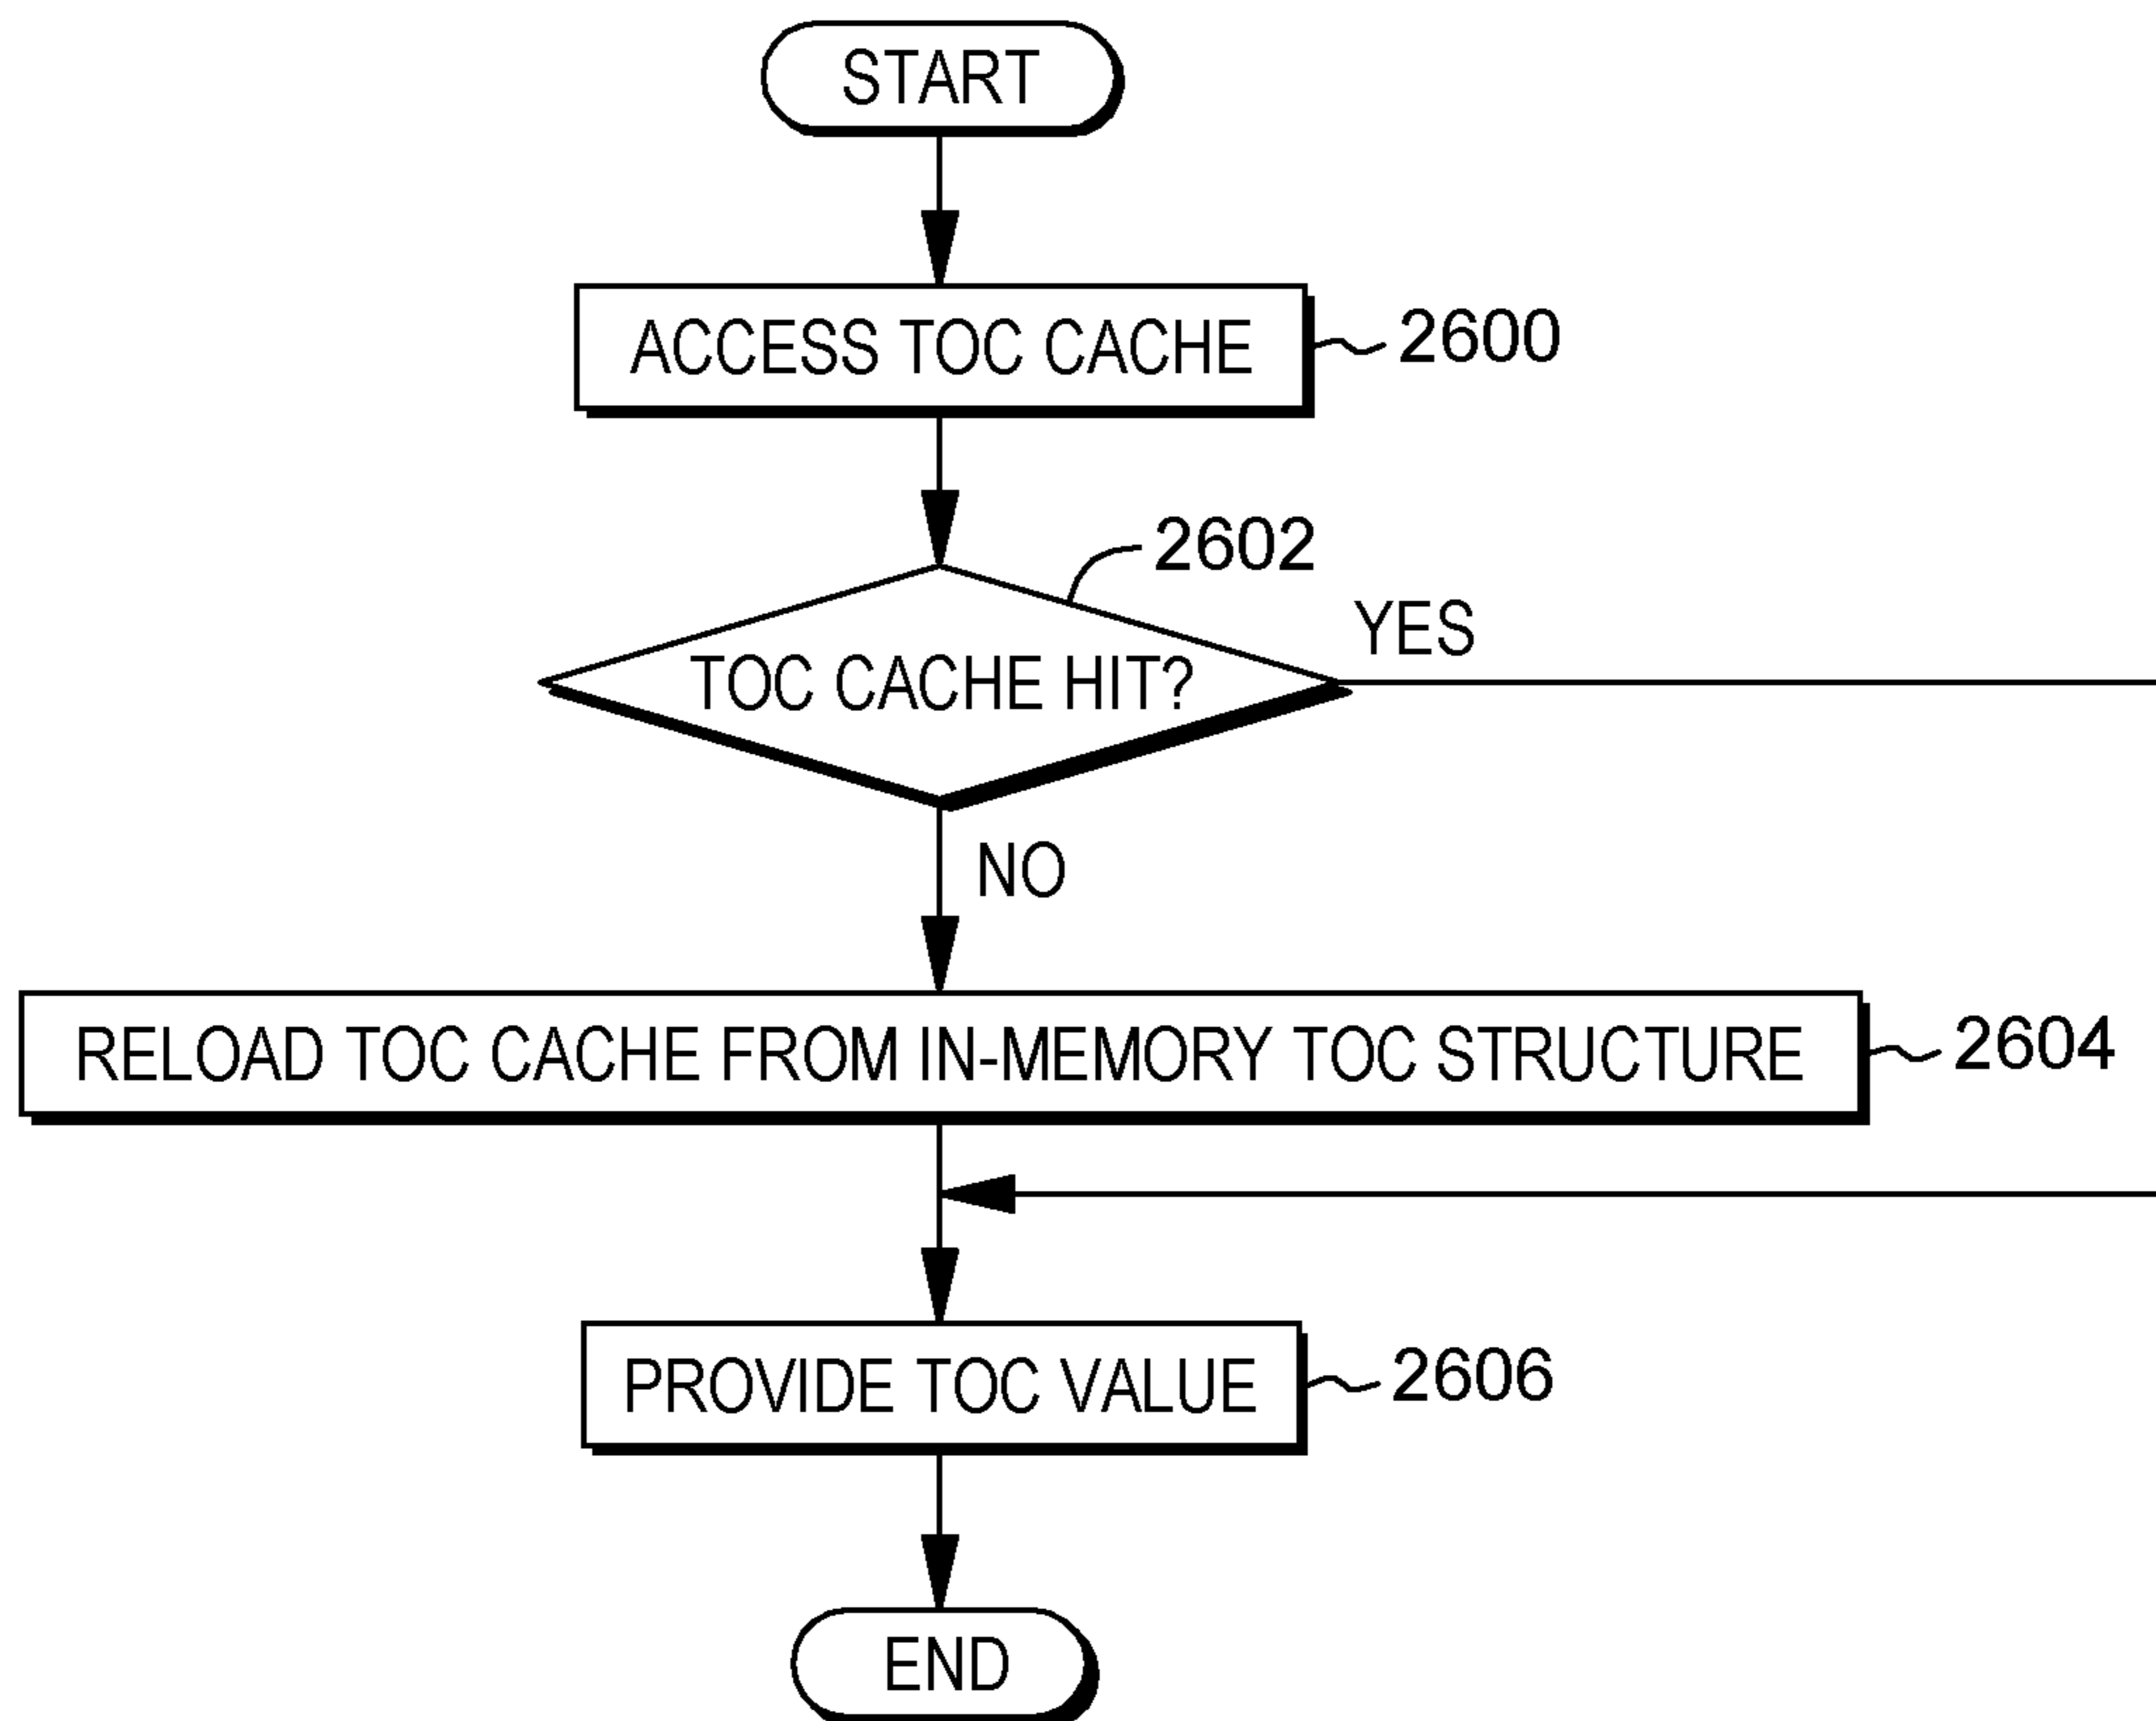 START
ACCESS TOC CACHE
2600
2602
TOC CACHE HIT?
YES
NO
RELOAD TOC CACHE FROM IN-MEMORY TOC STRUCTURE
2604
PROVIDE TOC VALUE
2606
END